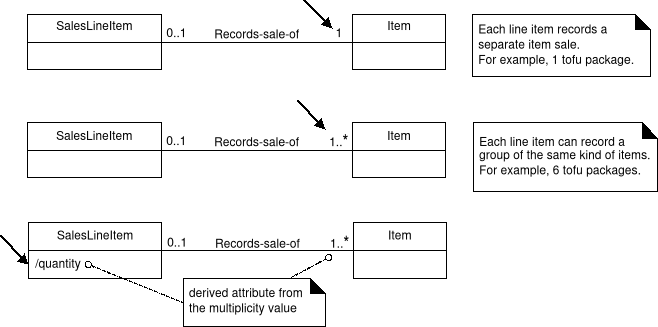 SalesLineItem
0..1 Records-sale-of 1
Item
Each line item records a
separate item sale.
For example, 1 tofu package.
SalesLineItem
0..1 Records-sale-of 1..*
Item
Each line item can record a
group of the same kind of items.
For example, 6 tofu packages.
SalesLineItem
0..1 Records-sale-of 1..*
Item
/quantity
derived attribute from
the multiplicity value